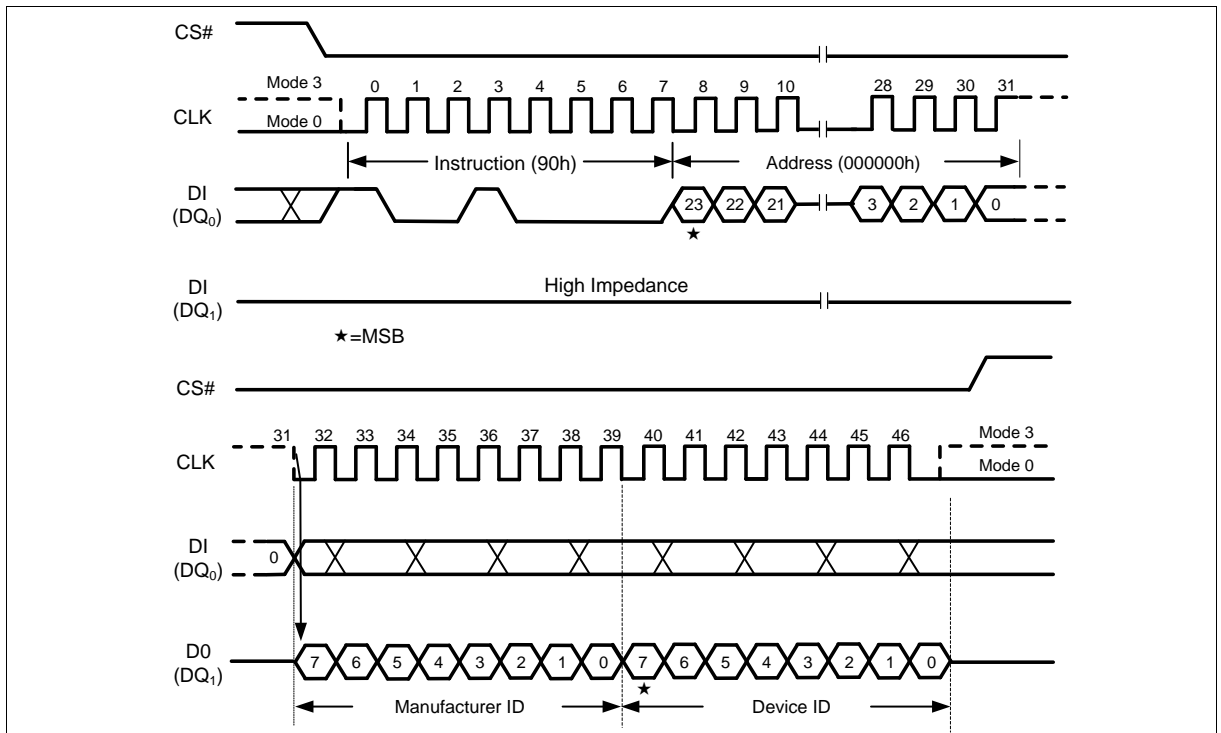 CS#
Mode 3
0 1 2 3 4 5 6 7 8 9 10 28 29 30 31
CLK
Mode 0
Instruction (90h) Address (000000h)
DI
(DQ0)
23 22 21 3 2 1 0
★
DI
(DQ1)
High Impedance
★=MSB
CS#
31 32 33 34 35 36 37 38 39 40 41 42 43 44 45 46 Mode 3
CLK
Mode 0
DI
(DQ0)
0
D0
(DQ1)
7 6 5 4 3 2 1 0 7 6 5 4 3 2 1 0
★
Manufacturer ID Device ID